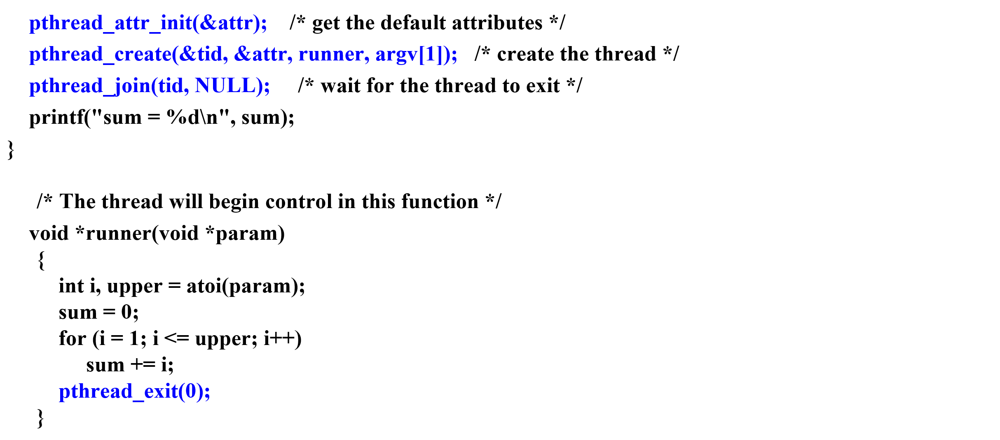 pthread_attr_init(&attr); /* get the default attributes */
pthread_create(&tid, &attr, runner, argv[1]); /* create the thread */
pthread_join(tid, NULL); /* wait for the thread to exit */
printf("sum = %d\n", sum);
}
/* The thread will begin control in this function */
void *runner(void *param)
{
int i, upper = atoi(param);
sum = 0;
for (i = 1; i <= upper; i++)
sum += i;
pthread_exit(0);
}